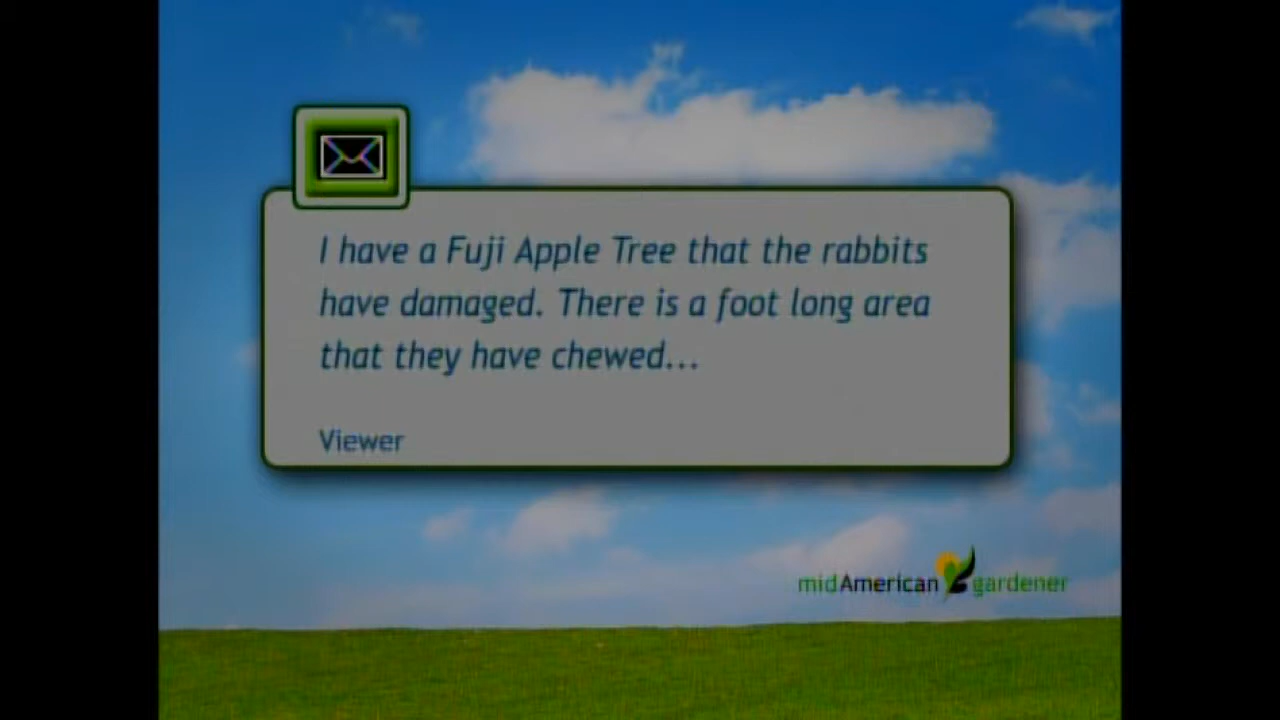 I have a Fuji Apple Tree that the rabbits
have damaged. There is a foot long area
that they have chewed...
Viewer
midAmerican gardener